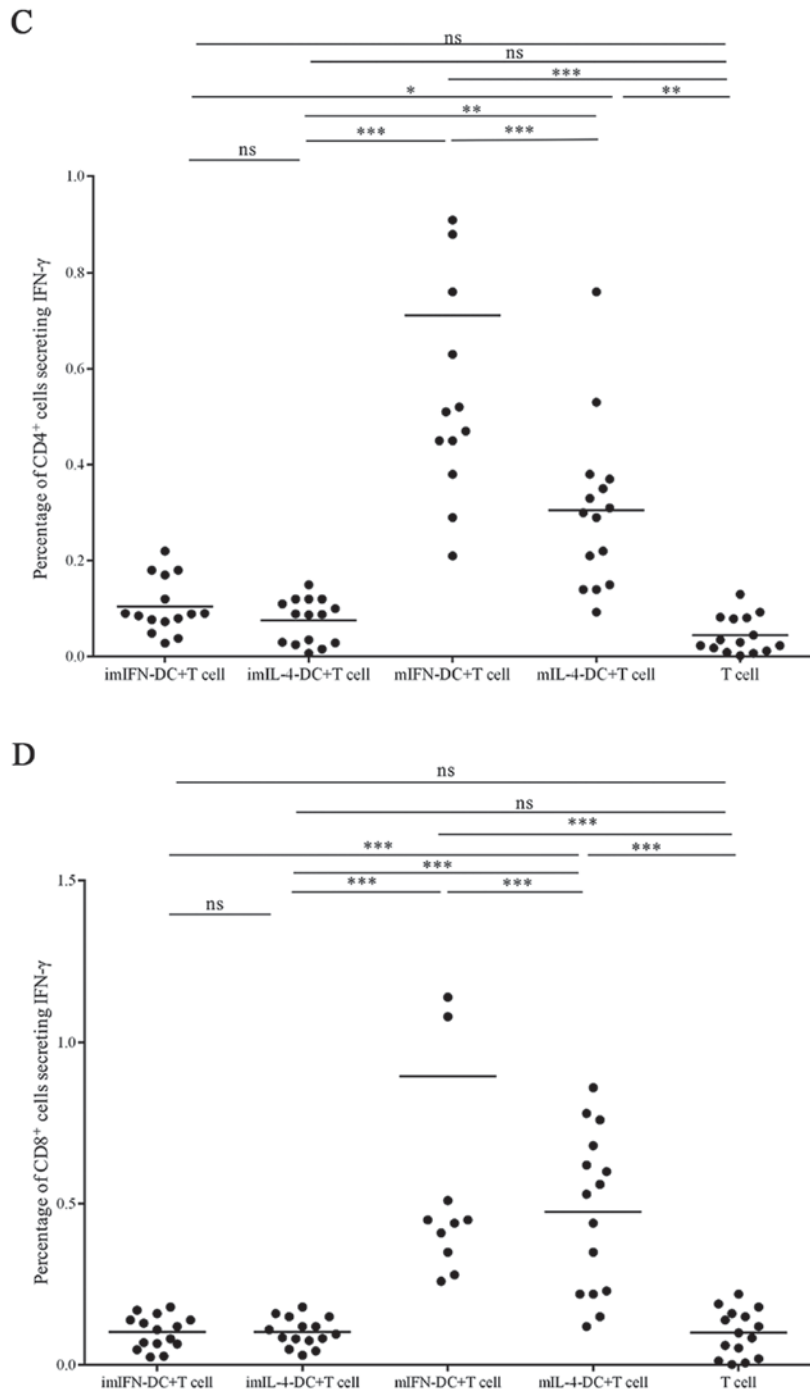 C
ns
ns
***
* **
**
*** ***
ns
1.0
0.8
0.6
0.4
0.2
0.0
Percentage of CD4+ cells secreting IFN-γ
imIFN-DC+T cell imIL-4-DC+T cell mIFN-DC+T cell mIL-4-DC+T cell T cell
D
ns
ns
***
*** ***
***
*** ***
ns
1.5
1.0
0.5
0.0
Percentage of CD8+ cells secreting IFN-γ
imIFN-DC+T cell imIL-4-DC+T cell mIFN-DC+T cell mIL-4-DC+T cell T cell